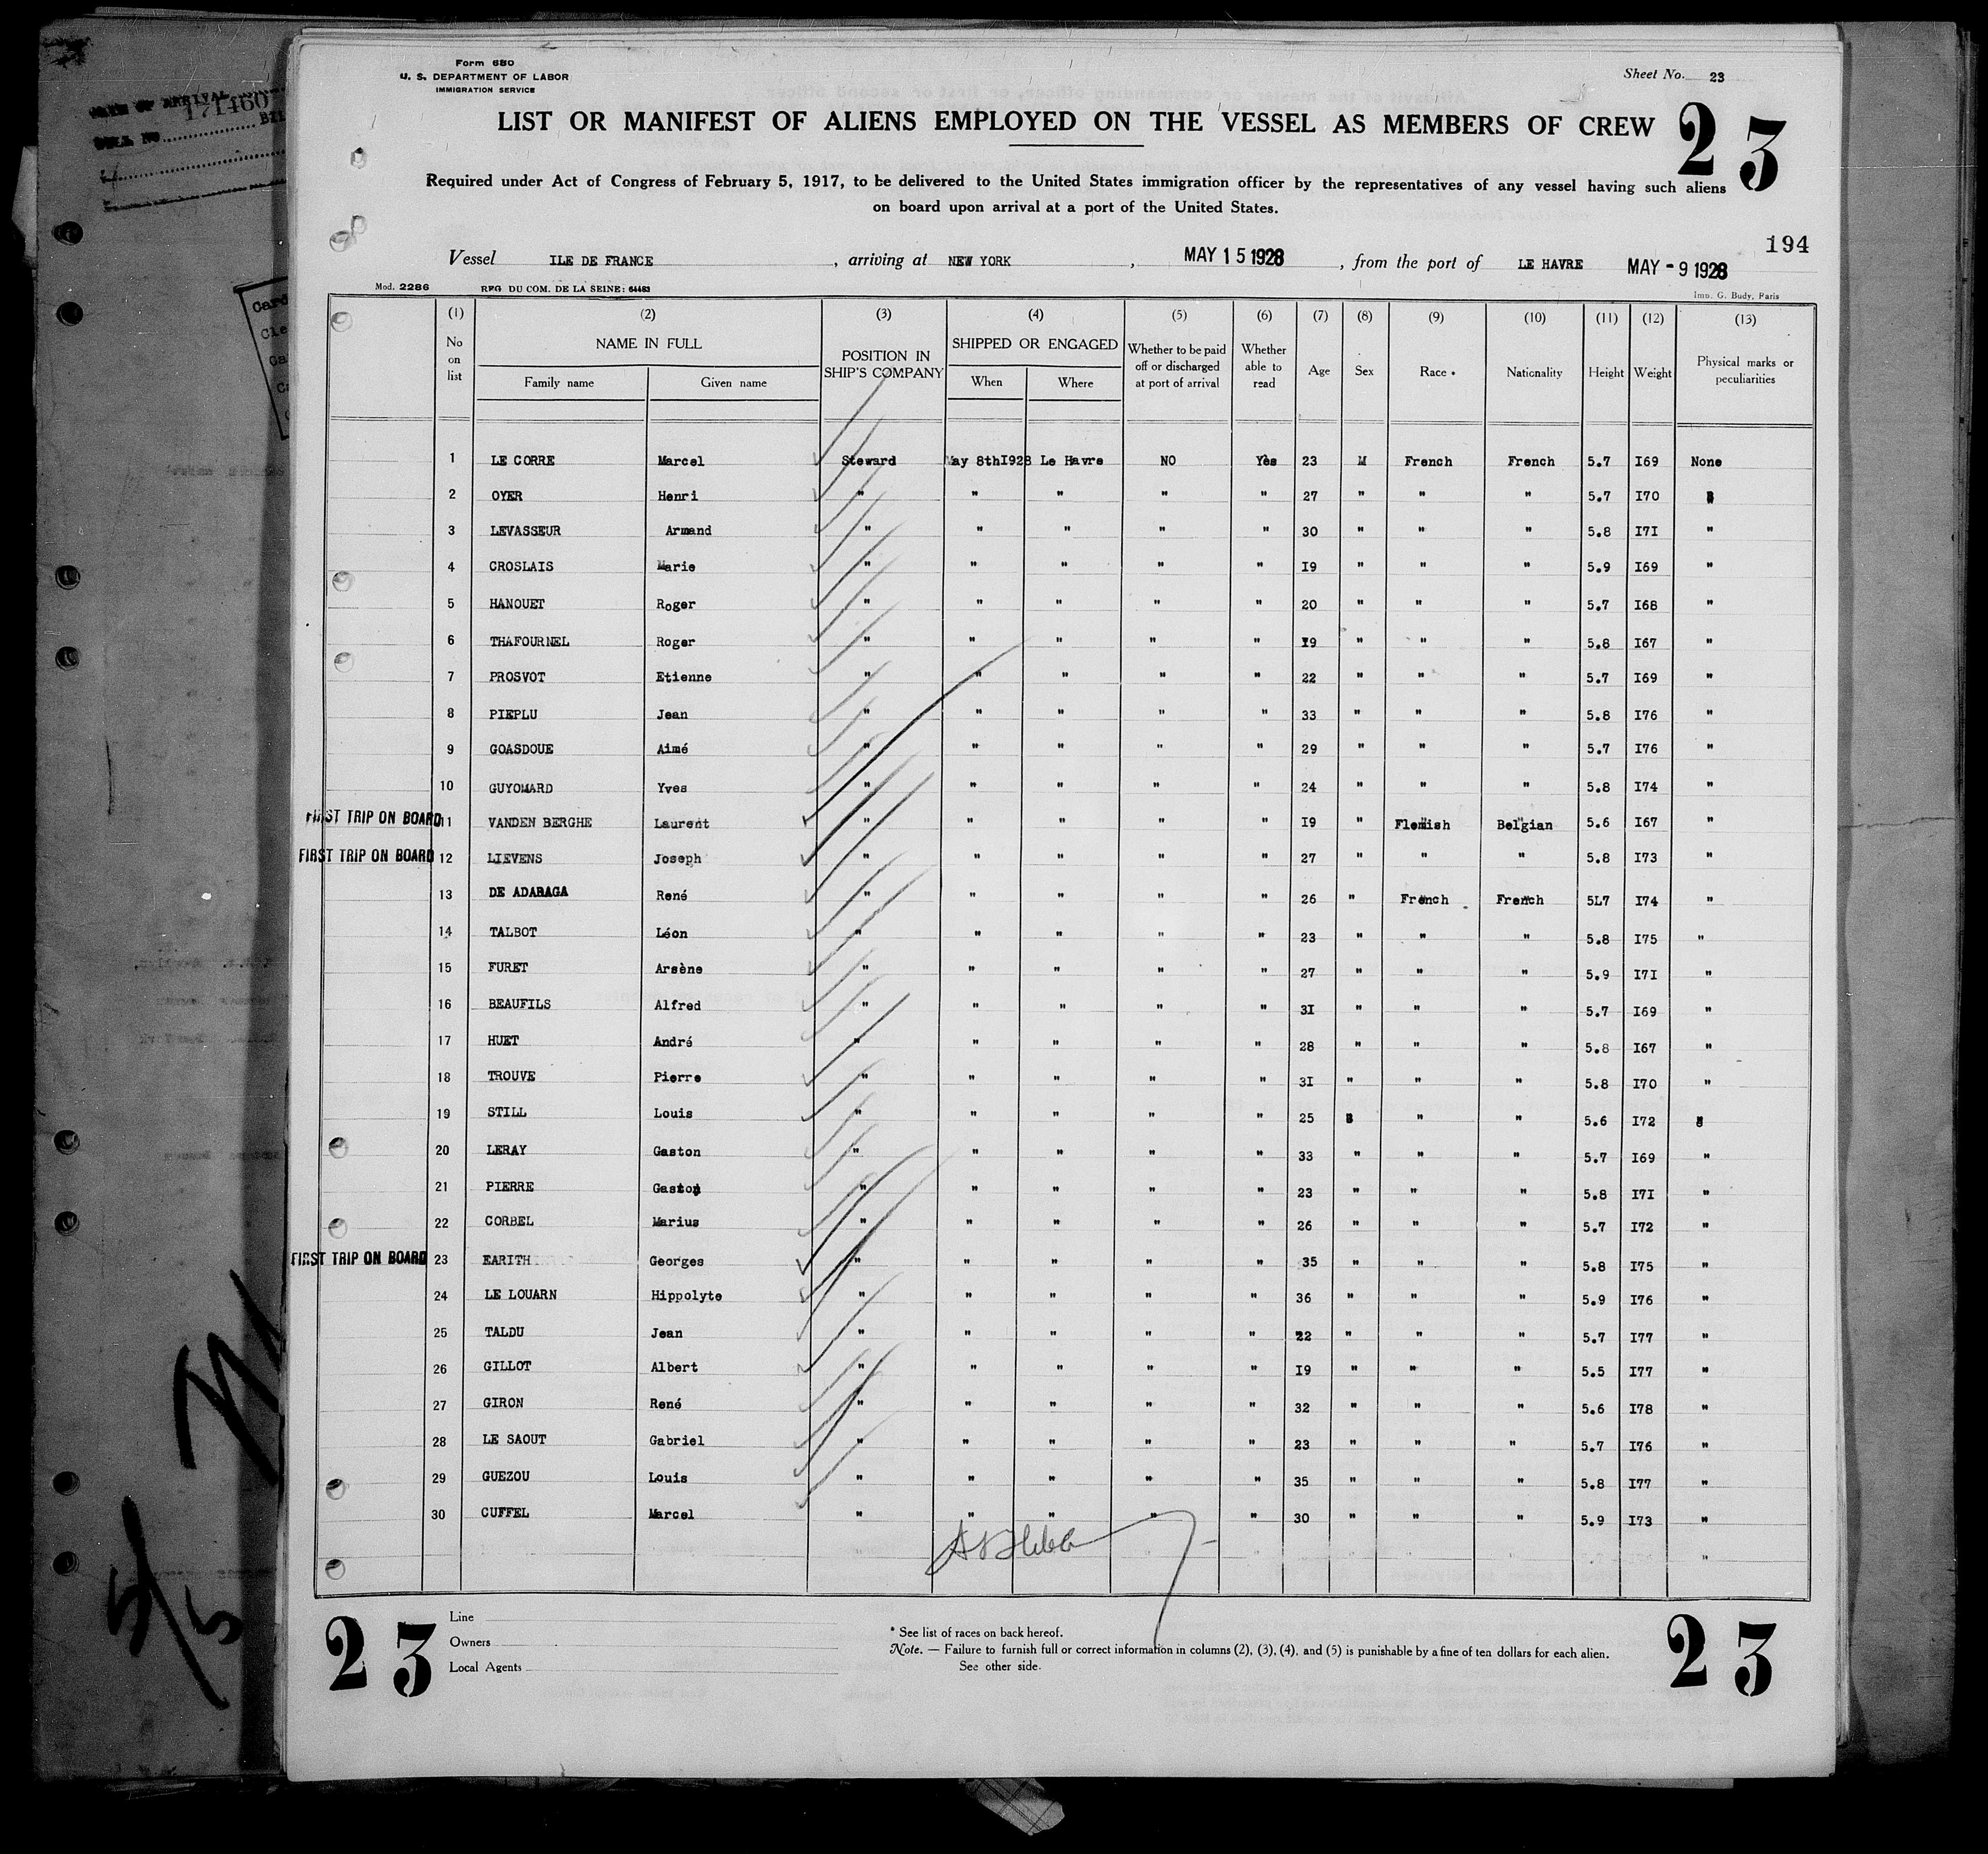 Form 680
U. S. DEPARTMENT OF LABOR
IMMIGRATION SERVICE
Sheet No. 23
LIST OR MANIFEST OF ALIENS EMPLOYED ON THE VESSEL AS MEMBERS OF CREW
23
Required under Act of Congress of February 5, 1917, to be delivered to the United States immigration officer by the representatives of any vessel having such aliens
on board upon arrival at a port of the United States.
194
Vessel ILE DE FRANCE, arriving at NEW YORK, MAY 15 1928, from the port of LE HAVRE MAY - 9 1928
Mod. 2286 REG DU COM. DE LA SEINE: 64483 Imp. G. Budy, Paris
(1) (2) (3) (4) (5) (6) (7) (8) (9) (10) (11) (12) (13)
No on list NAME IN FULL Family name Given name POSITION IN SHIP'S COMPANY SHIPPED OR ENGAGED When Where Whether to be paid off or discharged at port of arrival Whether able to read Age Sex Race * Nationality Height Weight Physical marks or peculiarities
1 LE CORRE Marcel Steward May 8thI928 Le Havre NO Yès 23 M French French 5.7 I69 None
2 OYER Henri " " " " " 27 " " " 5.7 I70 "
3 LEVASSEUR Armand " " " " " 30 " " " 5.8 I7I "
4 CROSLAIS Marie " " " " " I9 " " " 5.9 I69 "
5 HANOUET Roger " " " " " 20 " " " 5.7 I68 "
6 THAFOURNEL Roger " " " " " I9 " " " 5.8 I67 "
7 PROSVOT Etienne " " " " " 22 " " " 5.7 I69 "
8 PIEPLU Jean " " " " " 33 " " " 5.8 I76 "
9 GOASDOUE Aimé " " " " " 29 " " " 5.7 I76 "
10 GUYOMARD Yves " " " " " 24 " " " 5.8 I74 "
FIRST TRIP ON BOARD 11 VANDEN BERGHE Laurent " " " " " I9 " Flemish Belgian 5.6 I67 "
FIRST TRIP ON BOARD 12 LIEVENS Joseph " " " " " 27 " " " 5.8 I73 "
13 DE ADARAGA René " " " " " 26 " French French 5L7 I74 "
14 TALBOT Léon " " " " " 23 " " " 5.8 I75 "
15 FURET Arsène " " " " " 27 " " " 5.9 I7I "
16 BEAUFILS Alfred " " " " " 3I " " " 5.7 I69 "
17 HUET André " " " " " 28 " " " 5.8 I67 "
18 TROUVE Pierre " " " " " 3I " " " 5.8 I70 "
19 STILL Louis " " " " " 25 " " " 5.6 I72 "
20 LERAY Gaston " " " " " 33 " " " 5.7 I69 "
21 PIERRE Gaston " " " " " 23 " " " 5.8 I7I "
22 CORBEL Marius " " " " " 26 " " " 5.7 I72 "
FIRST TRIP ON BOARD 23 EARITH Georges " " " " " 35 " " " 5.8 I75 "
24 LE LOUARN Hippolyte " " " " " 36 " " " 5.9 I76 "
25 TALDU Jean " " " " " 22 " " " 5.7 I77 "
26 GILLOT Albert " " " " " I9 " " " 5.5 I77 "
27 GIRON René " " " " " 32 " " " 5.6 I78 "
28 LE SAOUT Gabriel " " " " " 23 " " " 5.7 I76 "
29 GUEZOU Louis " " " " " 35 " " " 5.8 I77 "
30 CUFFEL Marcel " " " " " 30 " " " 5.9 I73 "
23
Line
Owners
Local Agents
* See list of races on back hereof.
Note. — Failure to furnish full or correct information in columns (2), (3), (4), and (5) is punishable by a fine of ten dollars for each alien.
See other side.
23
DATE OF ARRIVAL
171460
5/5